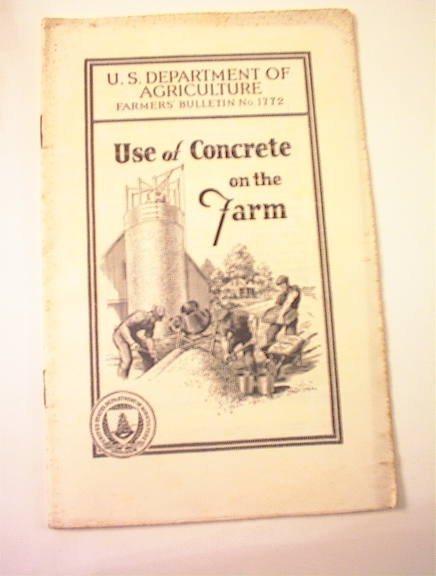 U. S. DEPARTMENT OF
AGRICULTURE
FARMERS' BULLETIN No. 1772
Use of Concrete
on the
Farm